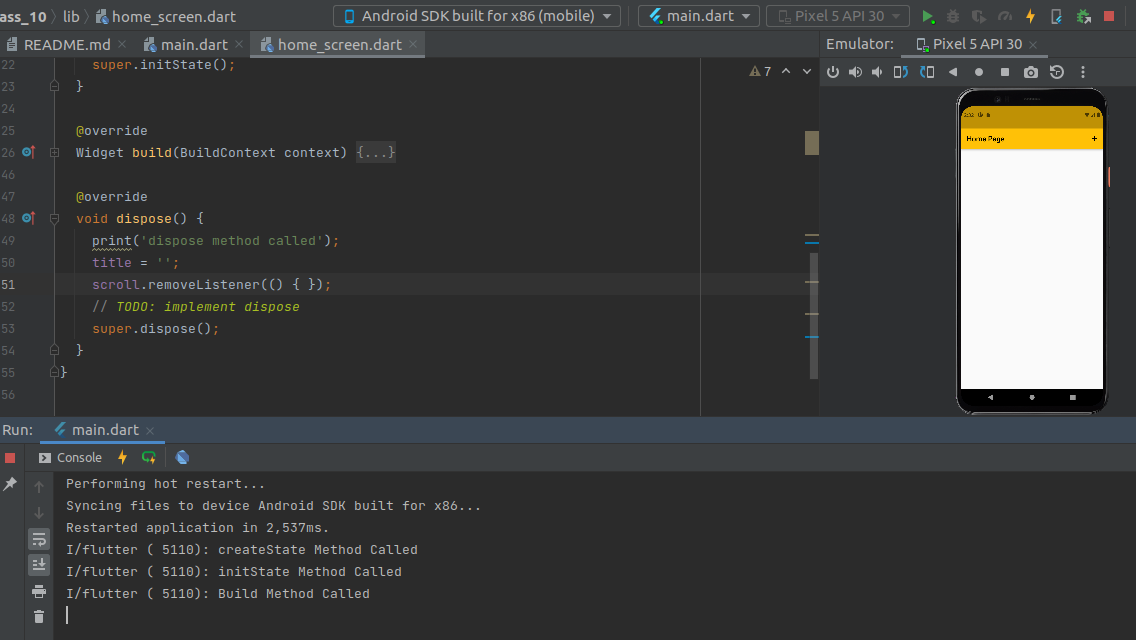 ass_10 lib home_screen.dart Android SDK built for x86 (mobile) main.dart Pixel 5 API 30
README.md main.dart home_screen.dart Emulator: Pixel 5 API 30
22 super.initState();
7
23 }
24
25 @override
26 Widget build(BuildContext context) {...}
46
47 @override
48 void dispose() {
49 print('dispose method called');
50 title = '';
51 scroll.removeListener(() { });
52 // TODO: implement dispose
53 super.dispose();
54 }
55 }
56
Home Page +
Run: main.dart
Console
Performing hot restart...
Syncing files to device Android SDK built for x86...
Restarted application in 2,537ms.
I/flutter ( 5110): createState Method Called
I/flutter ( 5110): initState Method Called
I/flutter ( 5110): Build Method Called